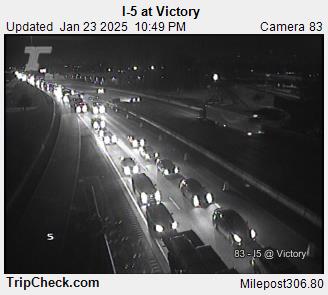 I-5 at Victory
Updated  Jan 23 2025  10:49 PM
Camera 83
S
83 - I5 @ Victory
TripCheck.com
Milepost306.80